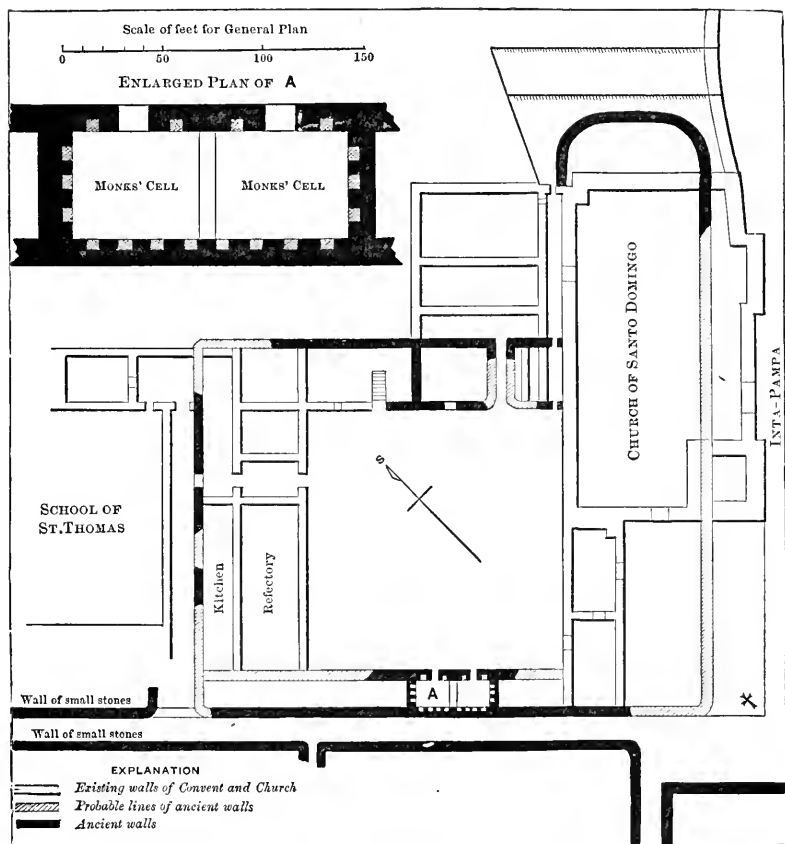 Scale of feet for General Plan
0 50 100 150
ENLARGED PLAN OF A
MONKS' CELL
MONKS' CELL
CHURCH OF SANTO DOMINGO
INTA-PAMPA
S
SCHOOL OF
ST. THOMAS
Kitchen
Refectory
A
Wall of small stones
Wall of small stones
EXPLANATION
Existing walls of Convent and Church
Probable lines of ancient walls
Ancient walls